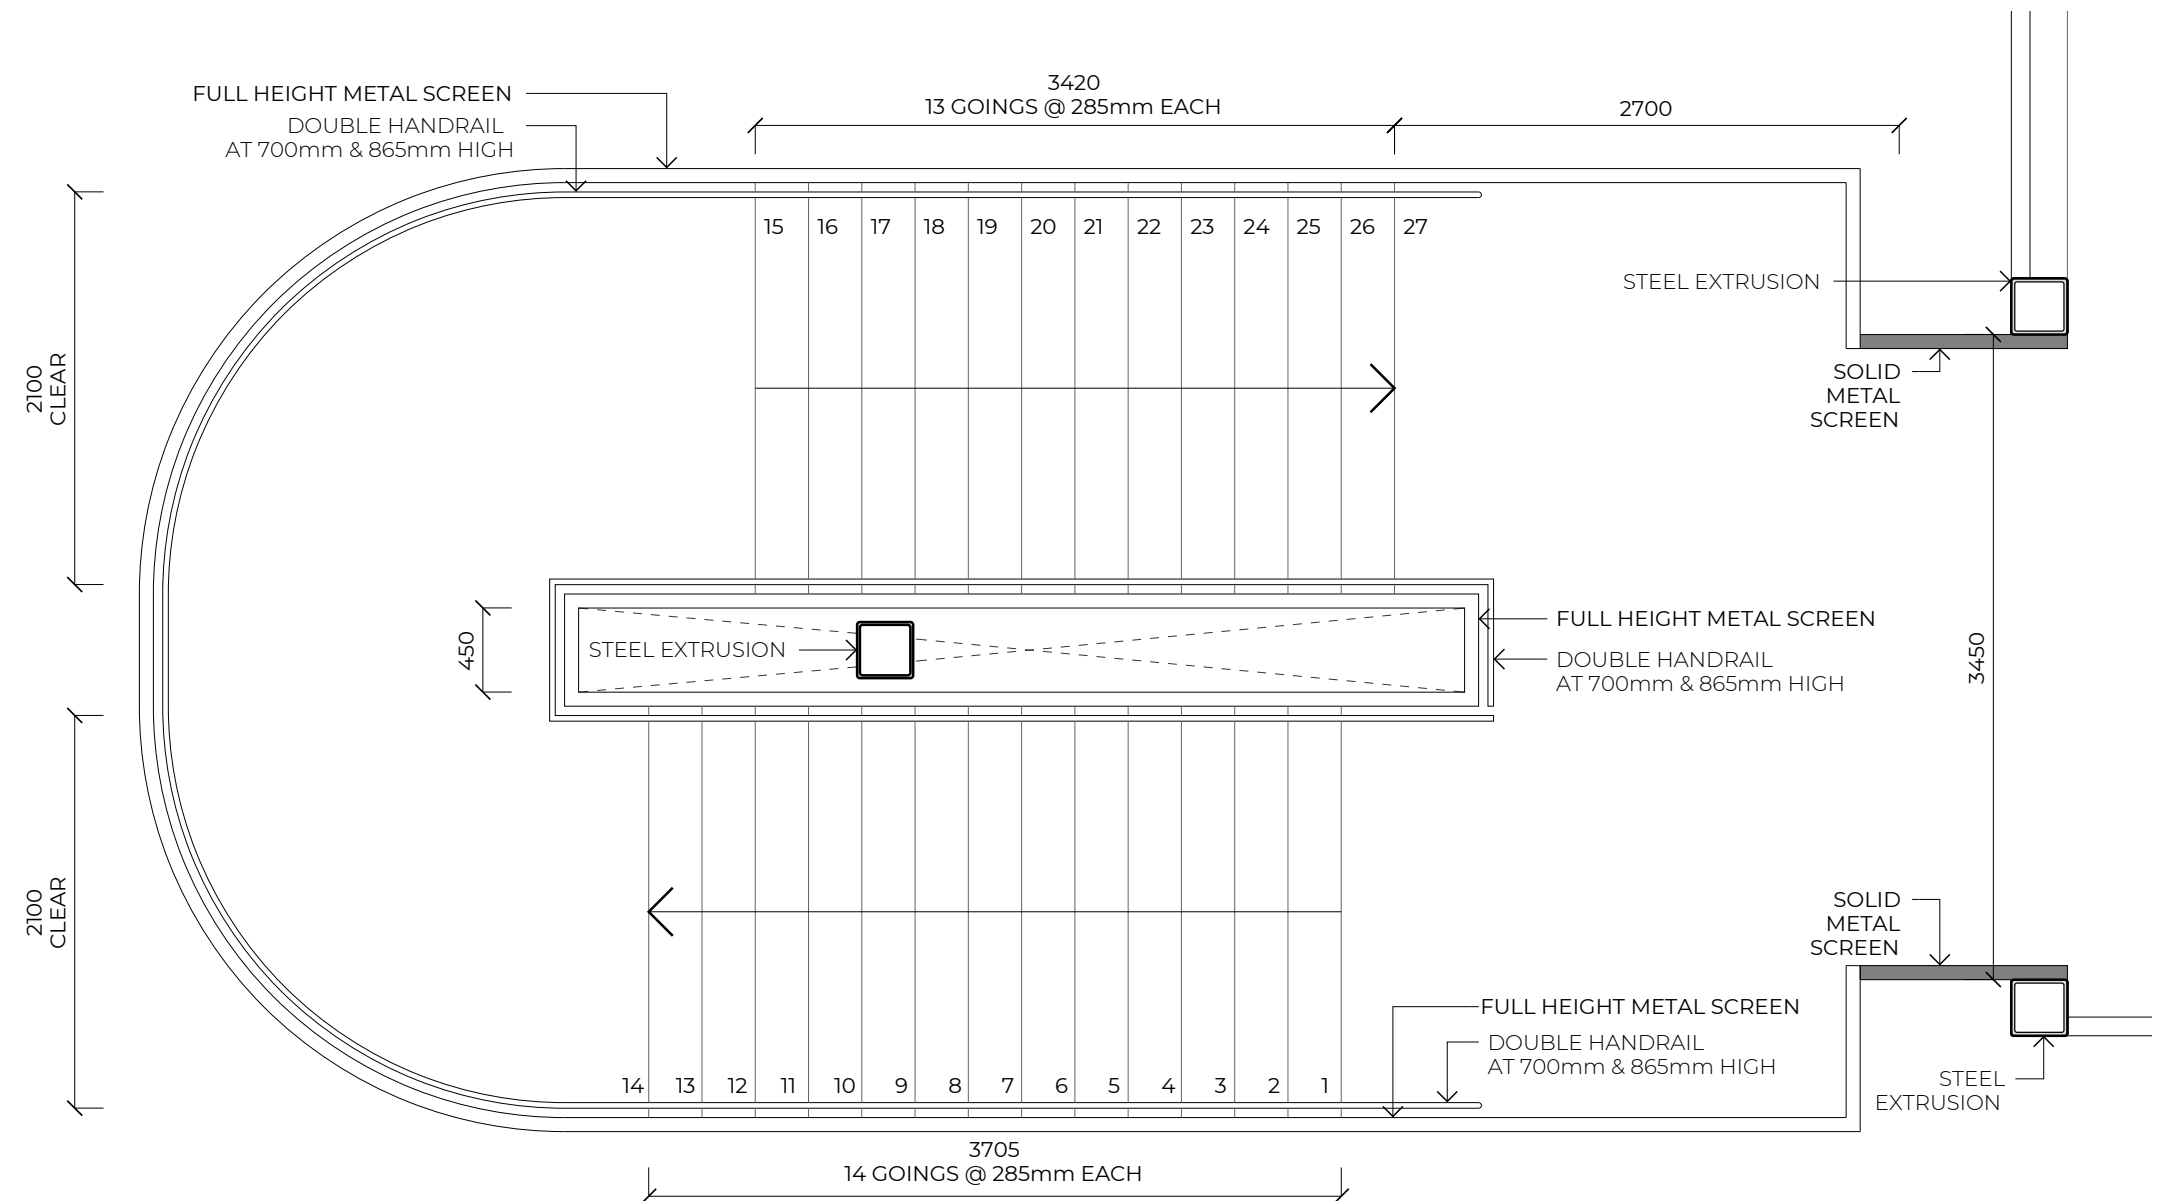 FULL HEIGHT METAL SCREEN
DOUBLE HANDRAIL
AT 700mm & 865mm HIGH
3420
13 GOINGS @ 285mm EACH
2700
15 16 17 18 19 20 21 22 23 24 25 26 27
STEEL EXTRUSION
SOLID
METAL
SCREEN
2100
CLEAR
450
STEEL EXTRUSION
FULL HEIGHT METAL SCREEN
DOUBLE HANDRAIL
AT 700mm & 865mm HIGH
3450
2100
CLEAR
SOLID
METAL
SCREEN
FULL HEIGHT METAL SCREEN
DOUBLE HANDRAIL
AT 700mm & 865mm HIGH
STEEL
EXTRUSION
14 13 12 11 10 9 8 7 6 5 4 3 2 1
3705
14 GOINGS @ 285mm EACH